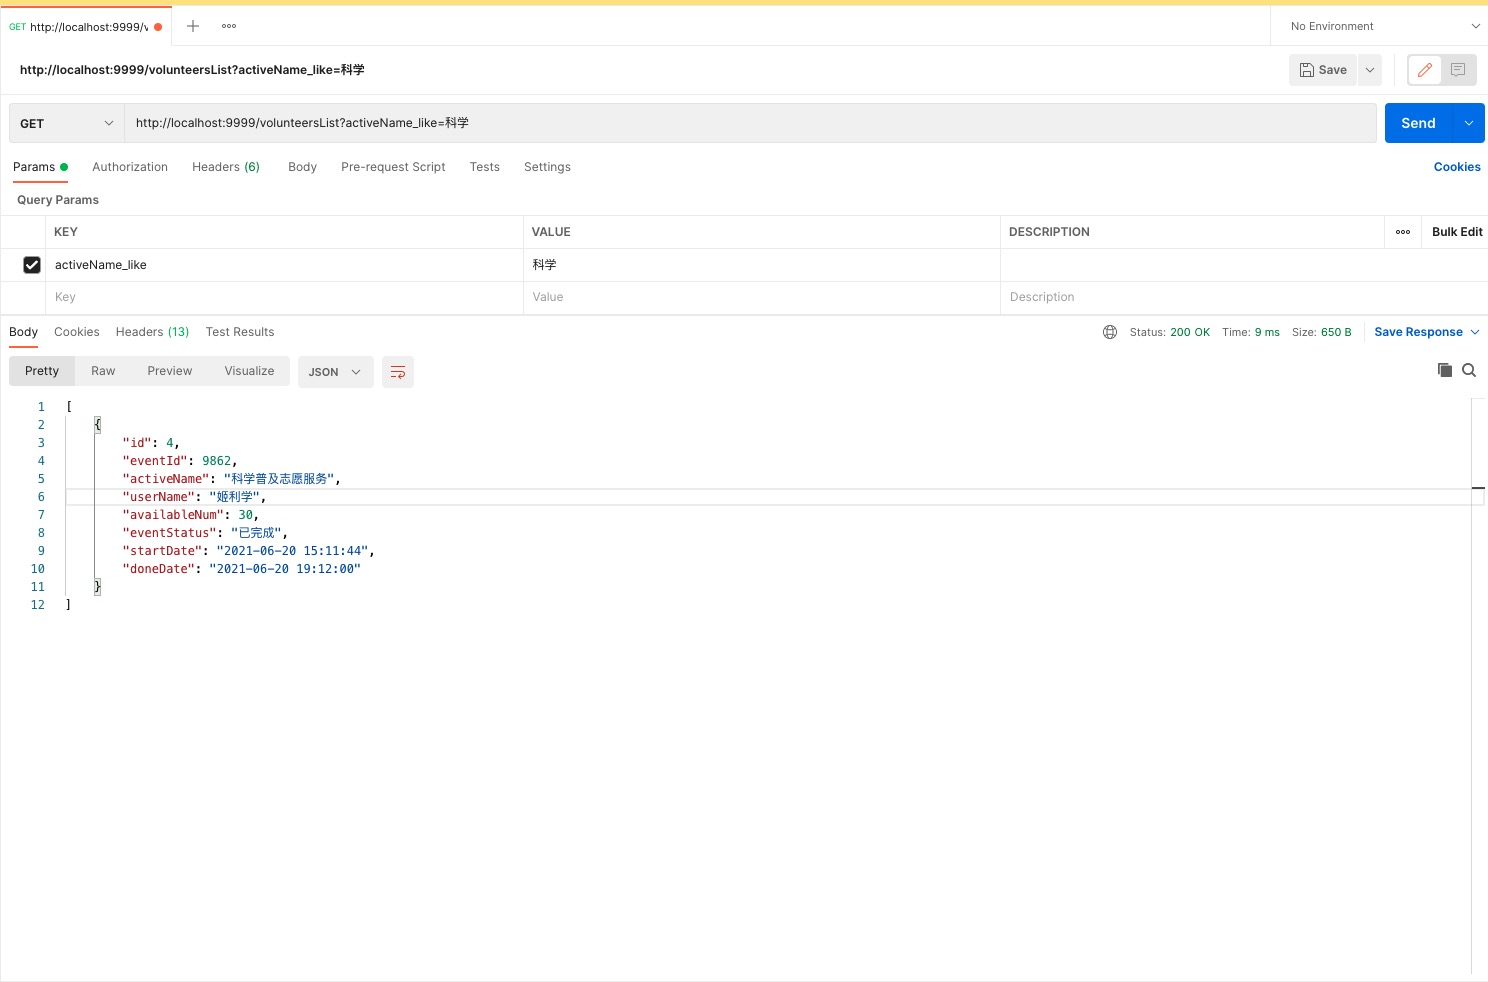 GET http://localhost:9999/v
No Environment
http://localhost:9999/volunteersList?activeName_like=科学
Save
GET
http://localhost:9999/volunteersList?activeName_like=科学
Send
Params Authorization Headers (6) Body Pre-request Script Tests Settings Cookies
Query Params
KEY VALUE DESCRIPTION Bulk Edit
activeName_like 科学
Key Value Description
Body Cookies Headers (13) Test Results Status: 200 OK Time: 9 ms Size: 650 B Save Response
Pretty Raw Preview Visualize JSON
1 [
2 {
3 "id": 4,
4 "eventId": 9862,
5 "activeName": "科学普及志愿服务",
6 "userName": "姬利学",
7 "availableNum": 30,
8 "eventStatus": "已完成",
9 "startDate": "2021-06-20 15:11:44",
10 "doneDate": "2021-06-20 19:12:00"
11 }
12 ]